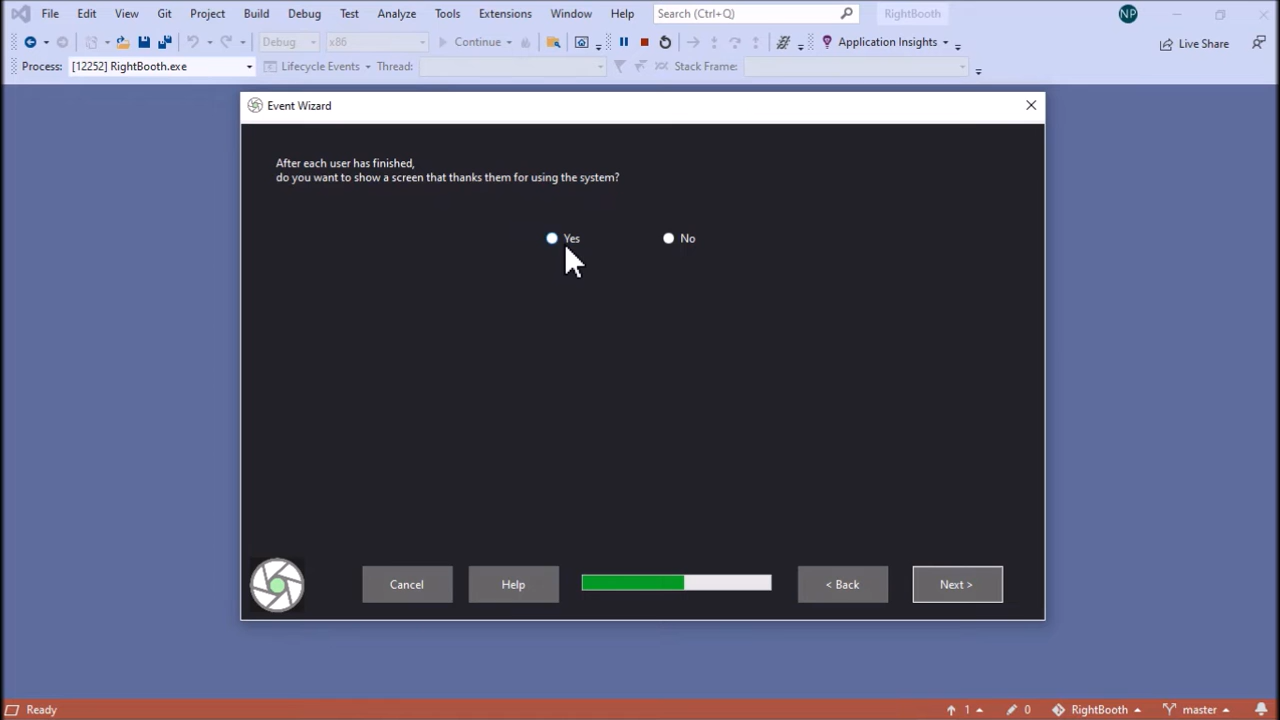 File Edit View Git Project Build Debug Test Analyze Tools Extensions Window Help Search (Ctrl+Q) RightBooth NP
Debug x86 Continue Application Insights Live Share
Process: [12252] RightBooth.exe Lifecycle Events Thread: Stack Frame:
Event Wizard
After each user has finished,
do you want to show a screen that thanks them for using the system?
Yes No
Cancel Help < Back Next >
Ready 1 0 RightBooth master